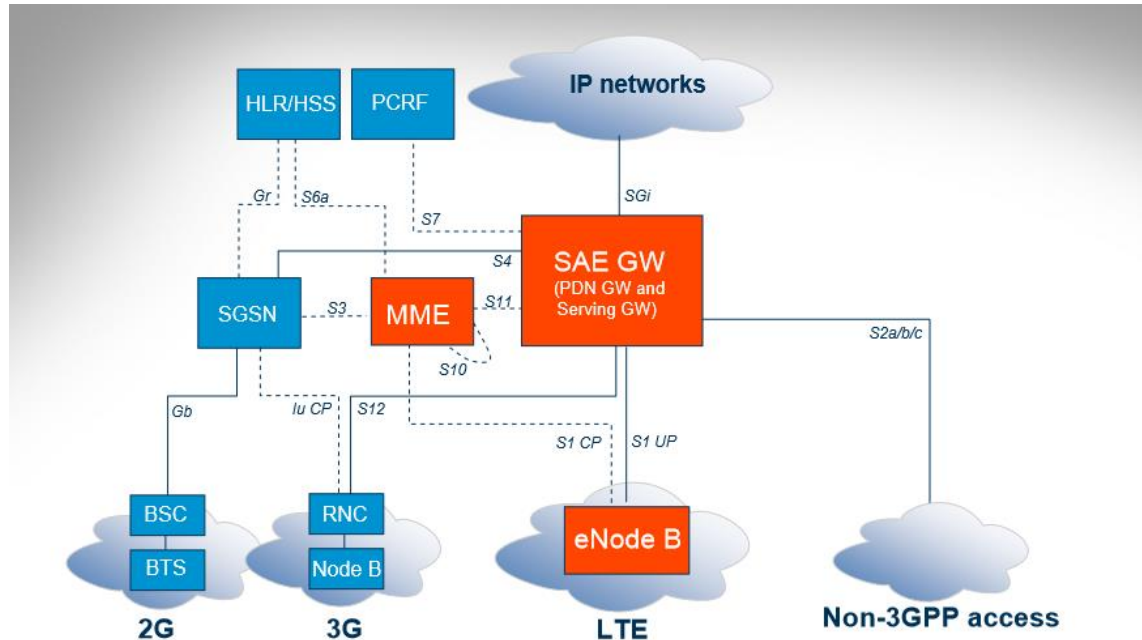 IP networks
HLR/HSS
PCRF
Gr
S6a
SGi
S7
S4
SAE GW
(PDN GW and
Serving GW)
SGSN
S3
MME
S11
S10
S2a/b/c
Gb
Iu CP
S12
S1 CP
S1 UP
BSC
RNC
eNode B
BTS
Node B
2G
3G
LTE
Non-3GPP access